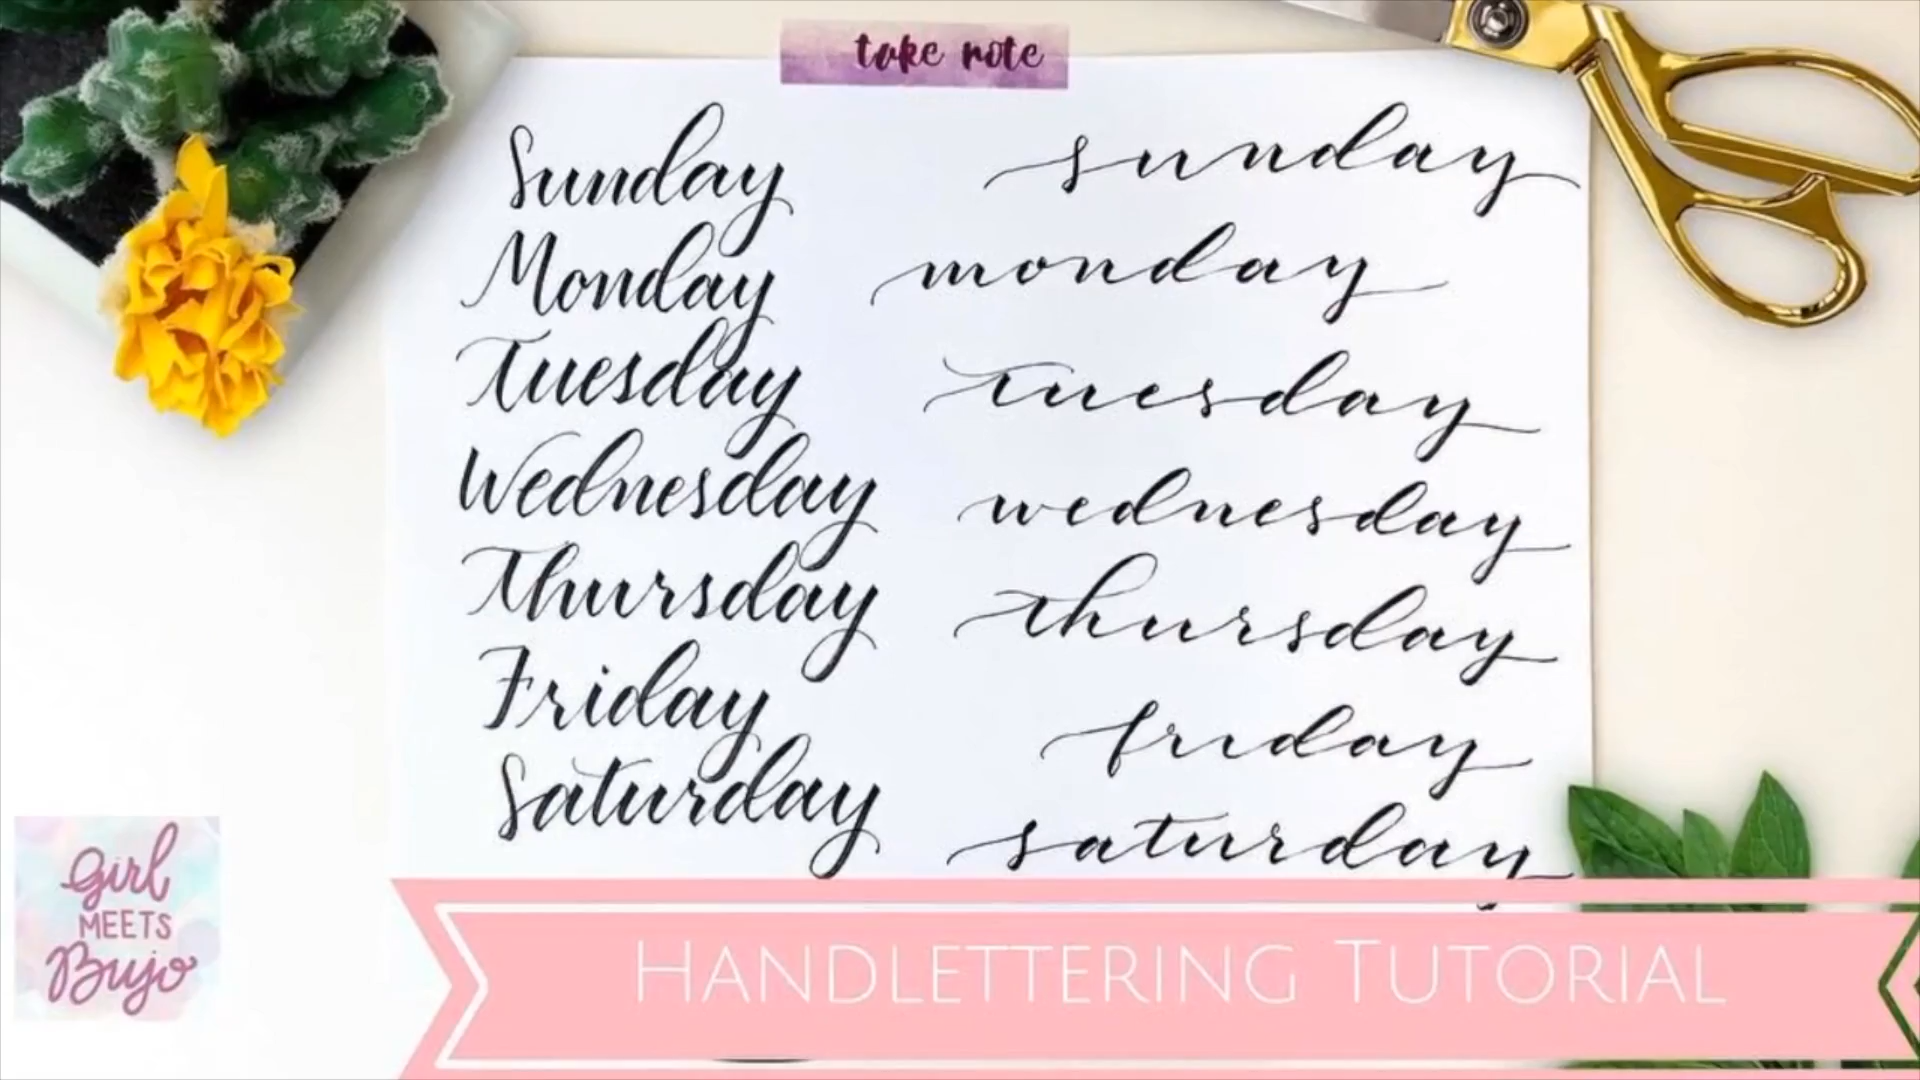 take note
Sunday
Monday
Tuesday
Wednesday
Thursday
Friday
Saturday
sunday
monday
tuesday
wednesday
thursday
friday
saturday
Girl
MEETS
Bujo
HANDLETTERING TUTORIAL